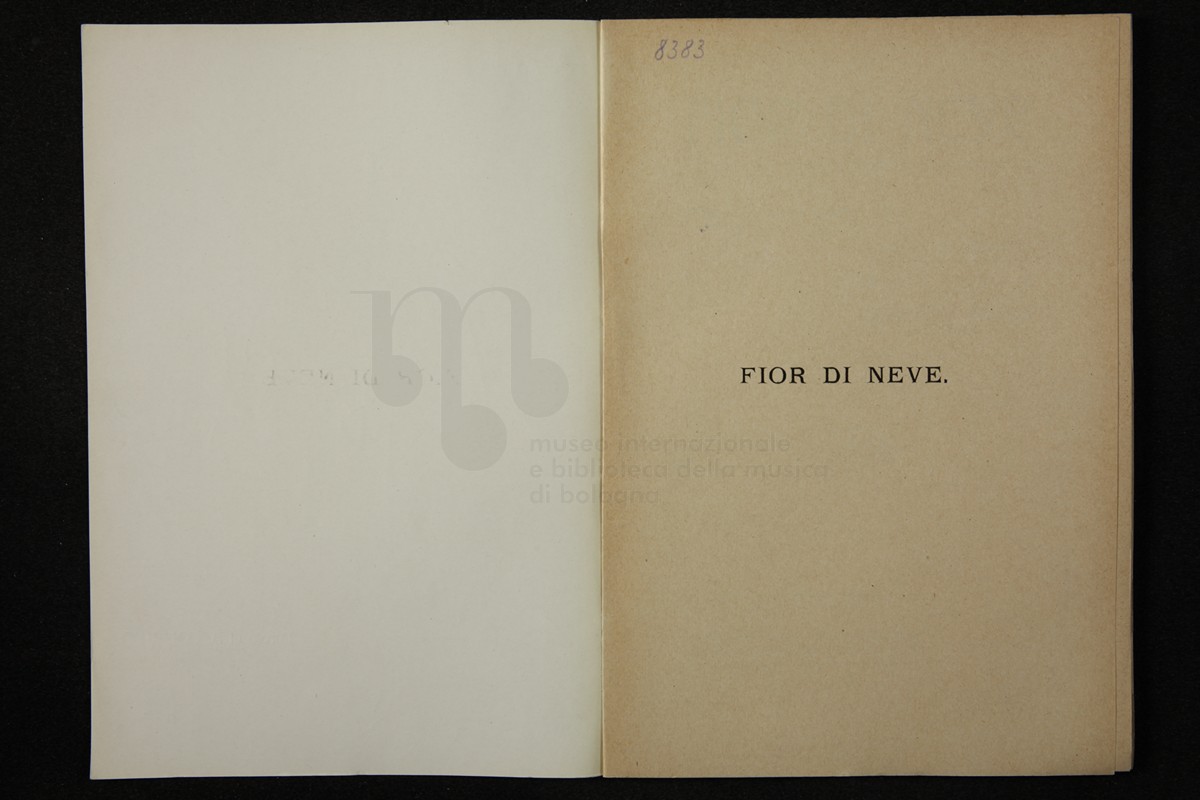 8383
FIOR DI NEVE.
museo internazionale
e biblioteca della musica
di bologna